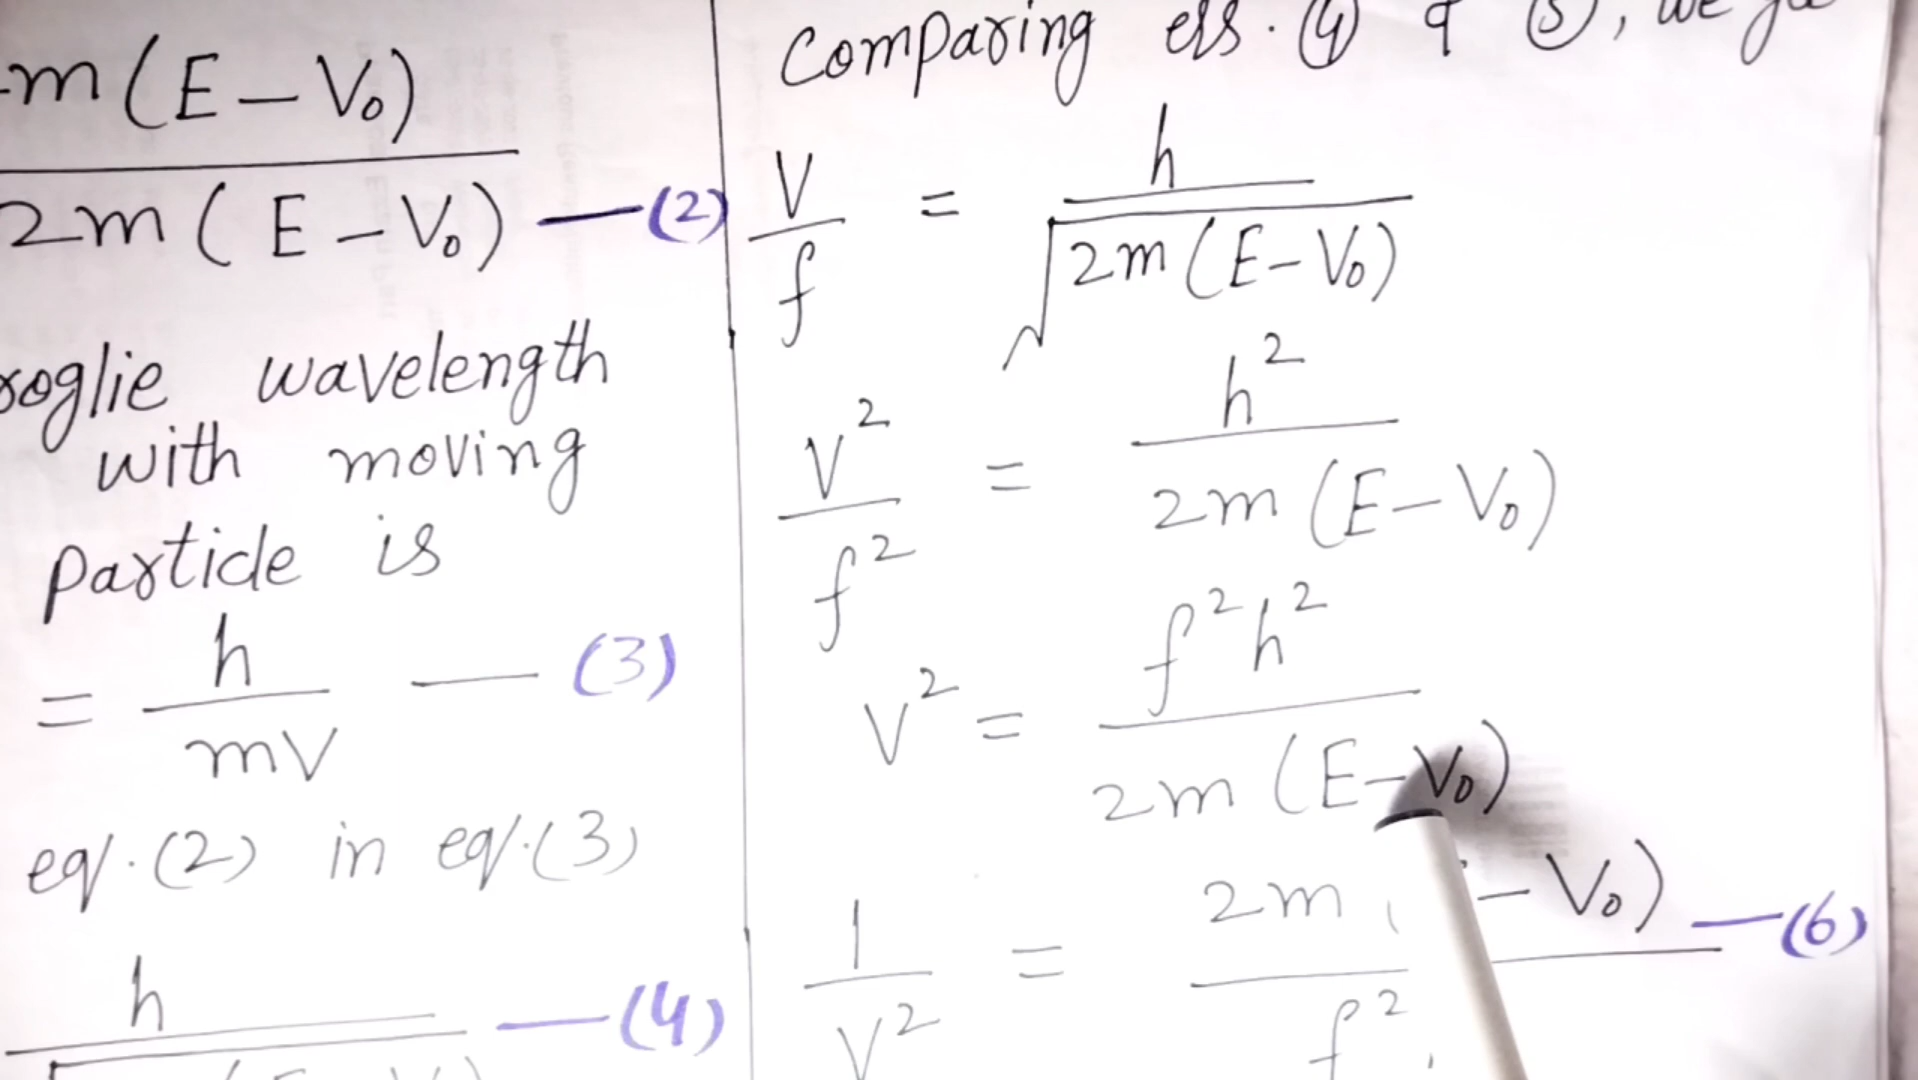 m(E-V₀)
2m(E-V₀) —(2)
roglie wavelength
with moving
particle is
= h/mV — (3)
eq.(2) in eq.(3)
h
—(4)
Comparing eqs. (4) & (5), we
V/f = h/√2m(E-V₀)
V²/f² = h²/2m(E-V₀)
V² = f²h²/2m(E-V₀)
1/V² = 2m - V₀)/f² —(6)